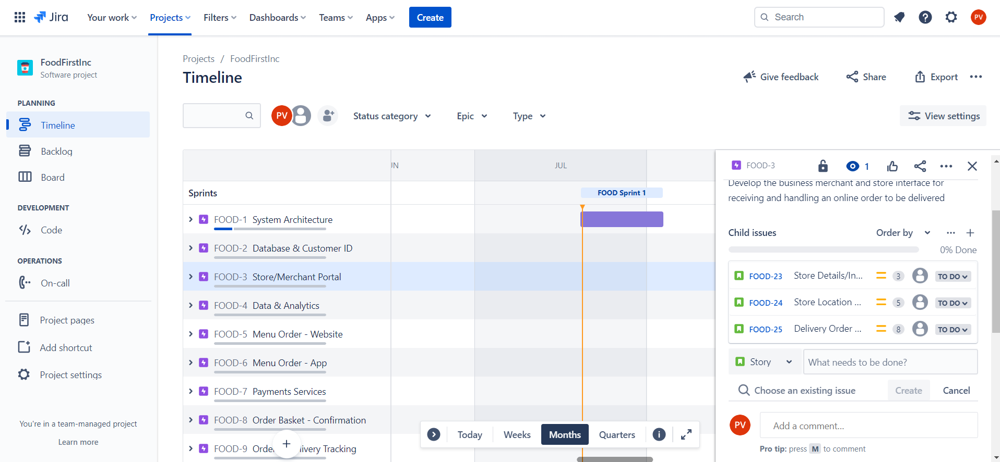 Jira
Your work
Projects
Filters
Dashboards
Teams
Apps
Create
Search
PV
FoodFirstInc
Software project
PLANNING
Timeline
Backlog
Board
DEVELOPMENT
Code
OPERATIONS
On-call
Project pages
Add shortcut
Project settings
You're in a team-managed project
Learn more
Projects / FoodFirstInc
Timeline
Give feedback
Share
Export
PV
Status category
Epic
Type
View settings
JUL
Sprints
FOOD Sprint 1
FOOD-1 System Architecture
FOOD-2 Database & Customer ID
FOOD-3 Store/Merchant Portal
FOOD-4 Data & Analytics
FOOD-5 Menu Order - Website
FOOD-6 Menu Order - App
FOOD-7 Payments Services
FOOD-8 Order Basket - Confirmation
FOOD-9 Tracking
Today
Weeks
Months
Quarters
FOOD-3
1
Develop the business merchant and store interface for
receiving and handling an online order to be delivered
Child issues
Order by
0% Done
FOOD-23 Store Details/In... 3 TO DO
FOOD-24 Store Location ... 5 TO DO
FOOD-25 Delivery Order ... 8 TO DO
Story
What needs to be done?
Choose an existing issue
Create
Cancel
PV
Add a comment...
Pro tip: press M to comment